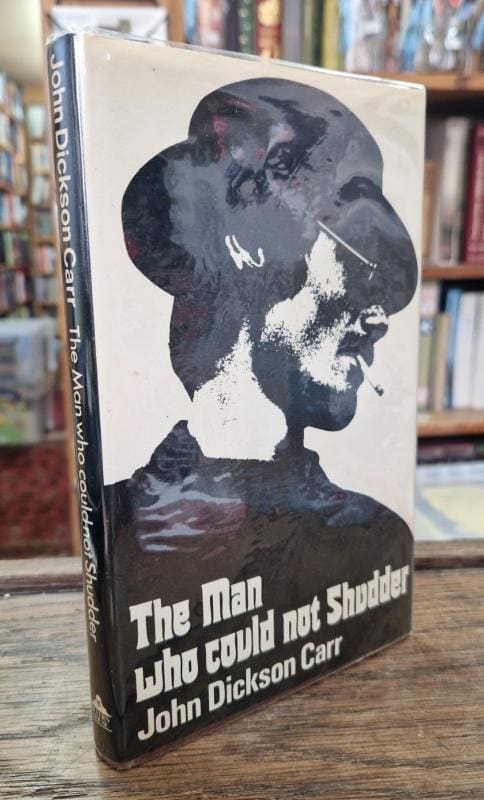 John Dickson Carr The Man who could not Shudder
The Man
who could not Shudder
John Dickson Carr